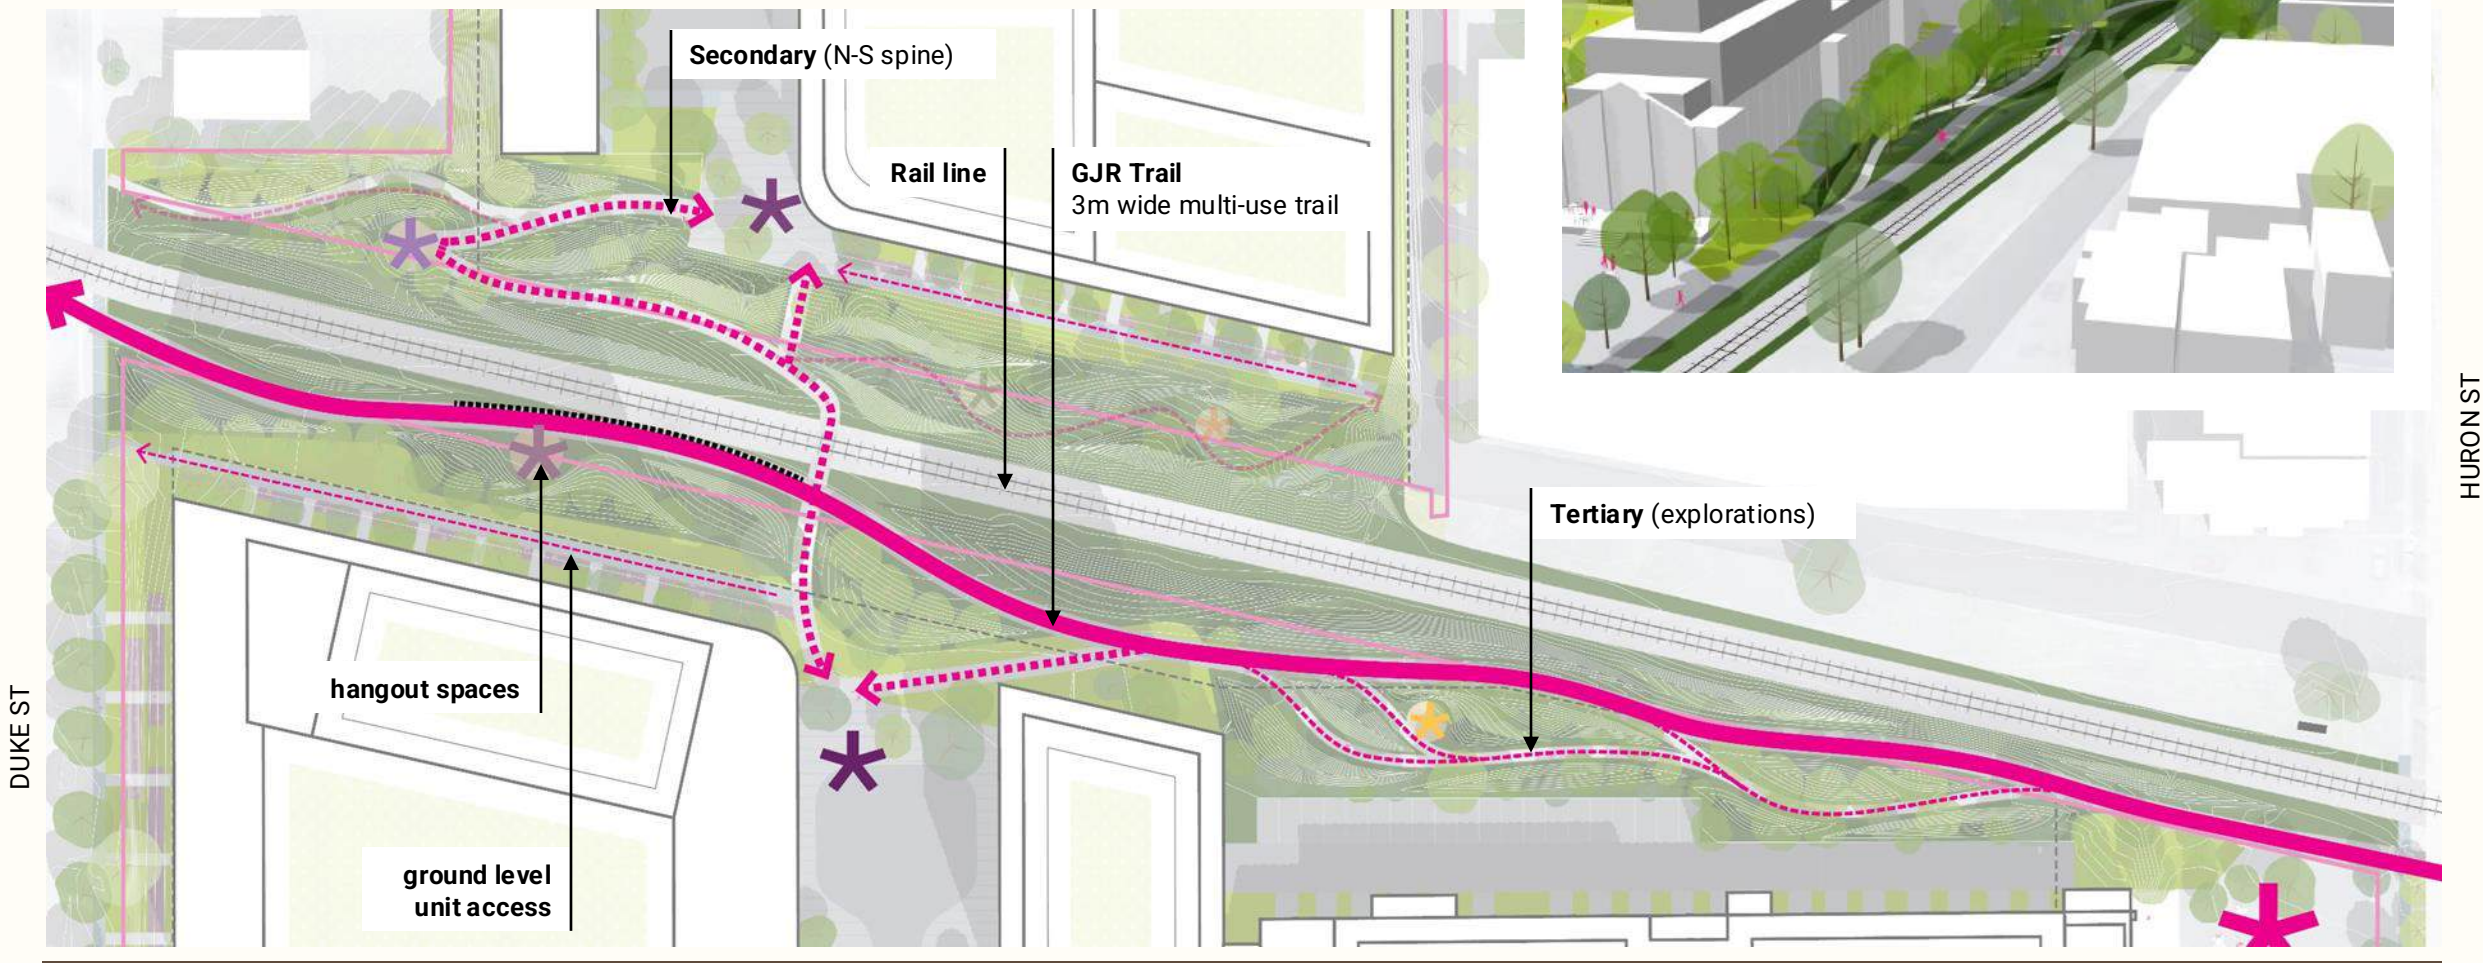 Secondary (N-S spine)
Rail line
GJR Trail
3m wide multi-use trail
HURON ST
Tertiary (explorations)
hangout spaces
DUKE ST
ground level
unit access